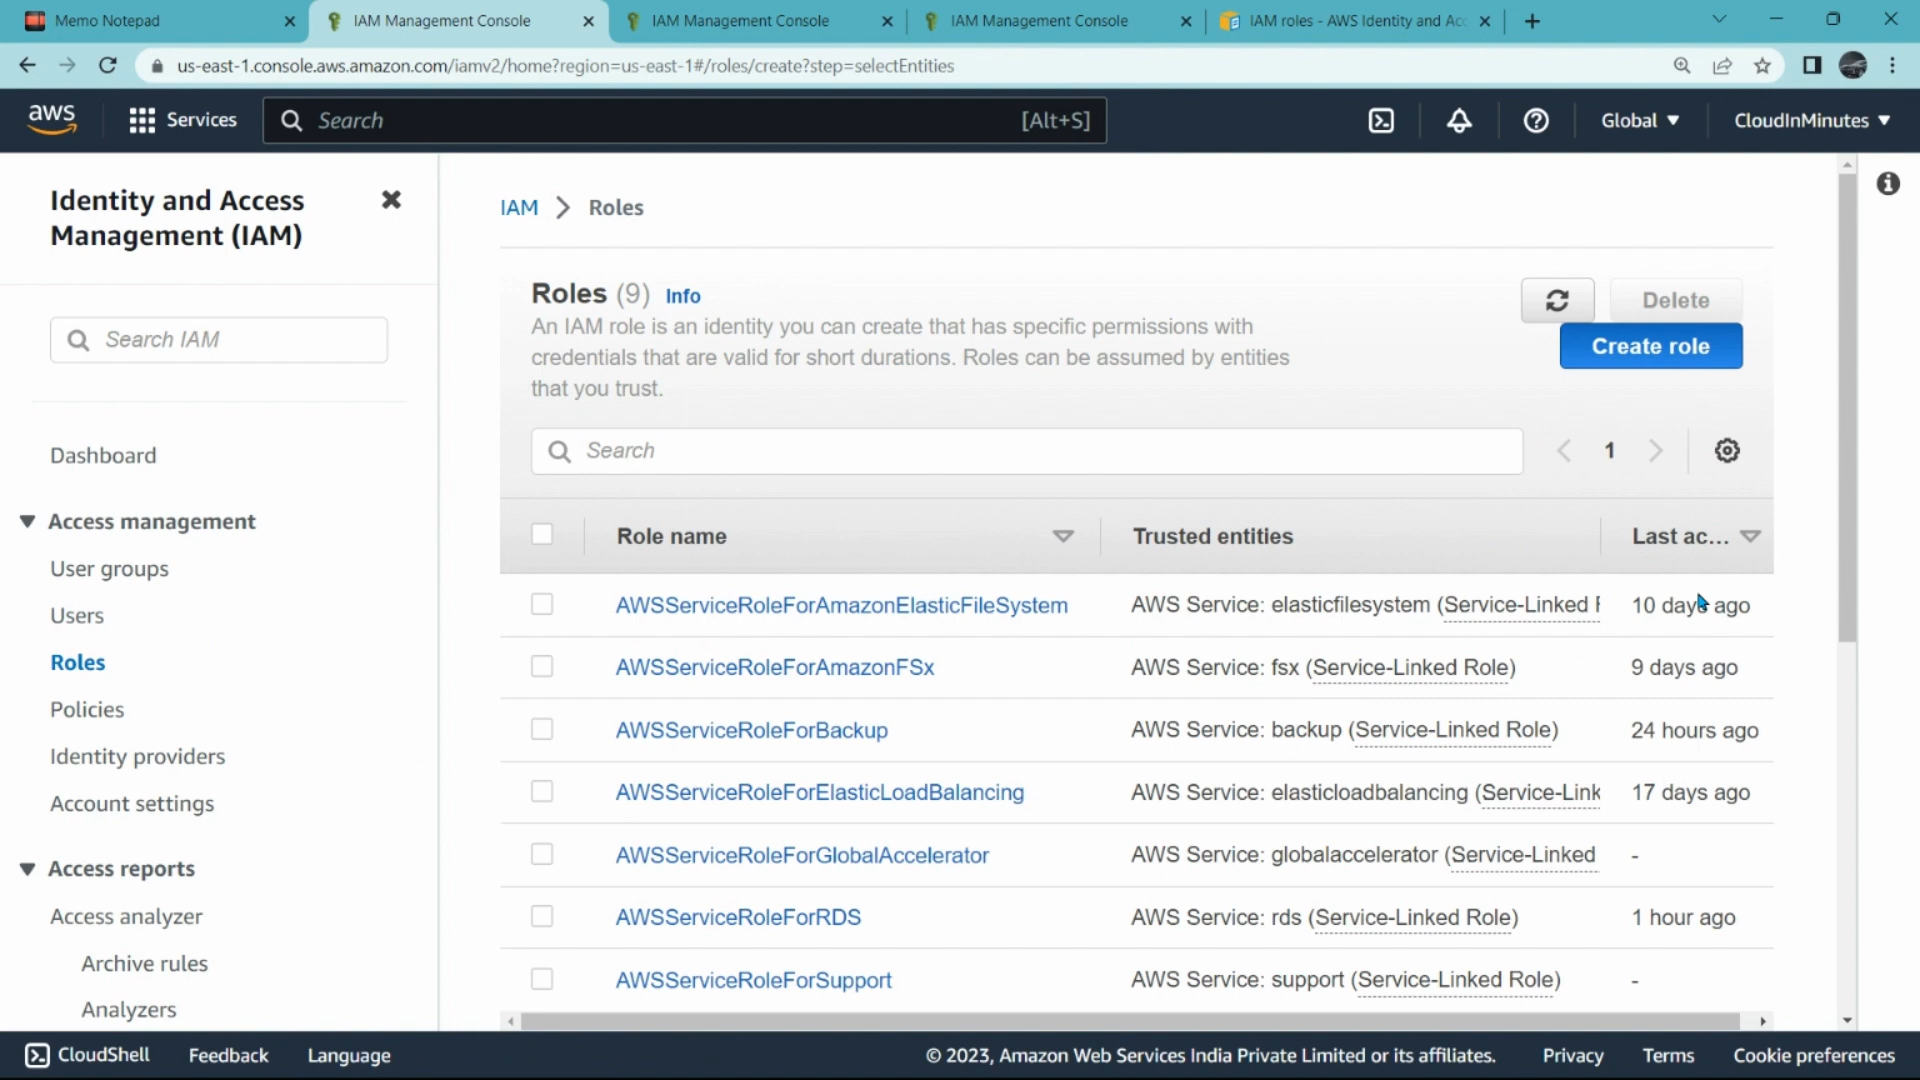 Memo Notepad
IAM Management Console
IAM Management Console
IAM Management Console
IAM roles - AWS Identity and Acc
us-east-1.console.aws.amazon.com/iamv2/home?region=us-east-1#/roles/create?step=selectEntities
aws
Services
Search
[Alt+S]
Global
CloudInMinutes
Identity and Access
Management (IAM)
Search IAM
Dashboard
Access management
User groups
Users
Roles
Policies
Identity providers
Account settings
Access reports
Access analyzer
Archive rules
Analyzers
IAM > Roles
Roles (9) Info
An IAM role is an identity you can create that has specific permissions with
credentials that are valid for short durations. Roles can be assumed by entities
that you trust.
Delete
Create role
Search
1
Role name Trusted entities Last ac...
AWSServiceRoleForAmazonElasticFileSystem AWS Service: elasticfilesystem (Service-Linked 10 days ago
AWSServiceRoleForAmazonFSx AWS Service: fsx (Service-Linked Role) 9 days ago
AWSServiceRoleForBackup AWS Service: backup (Service-Linked Role) 24 hours ago
AWSServiceRoleForElasticLoadBalancing AWS Service: elasticloadbalancing (Service-Link 17 days ago
AWSServiceRoleForGlobalAccelerator AWS Service: globalaccelerator (Service-Linked -
AWSServiceRoleForRDS AWS Service: rds (Service-Linked Role) 1 hour ago
AWSServiceRoleForSupport AWS Service: support (Service-Linked Role) -
CloudShell Feedback Language © 2023, Amazon Web Services India Private Limited or its affiliates. Privacy Terms Cookie preferences